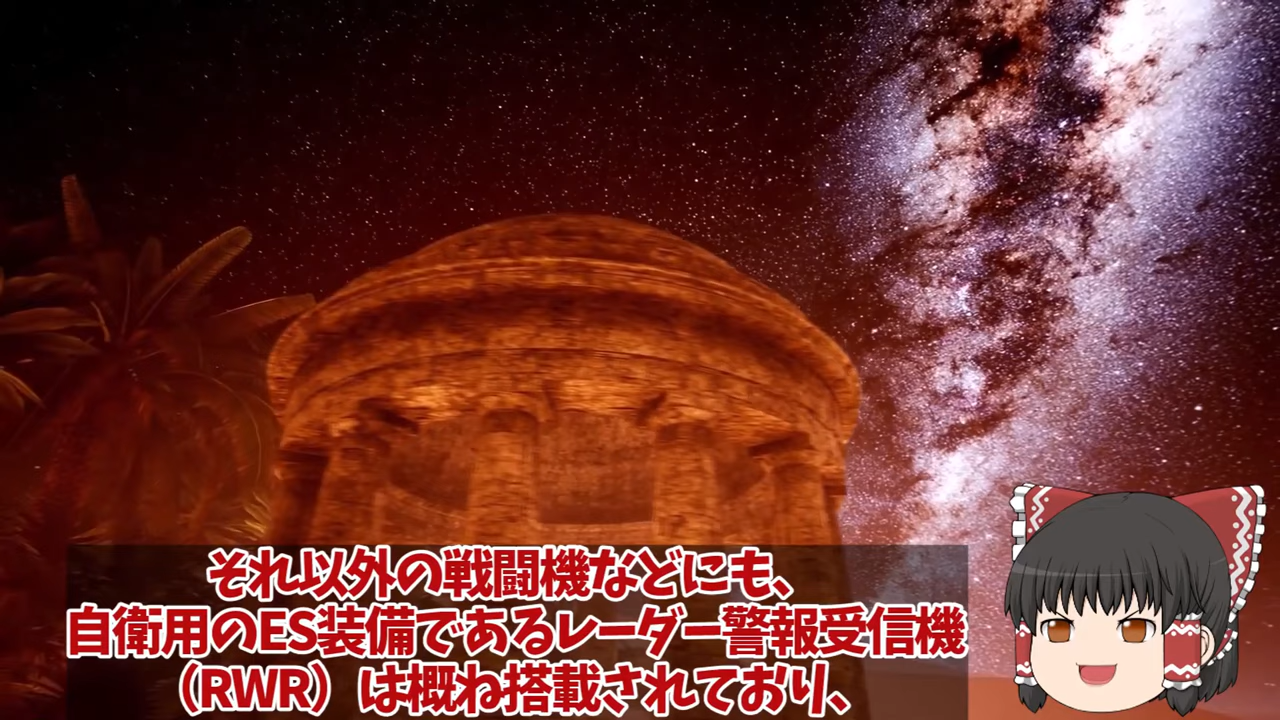 それ以外の戦闘機などにも、
自衛用のES装備であるレーダー警報受信機
（RWR）は概ね搭載されており、